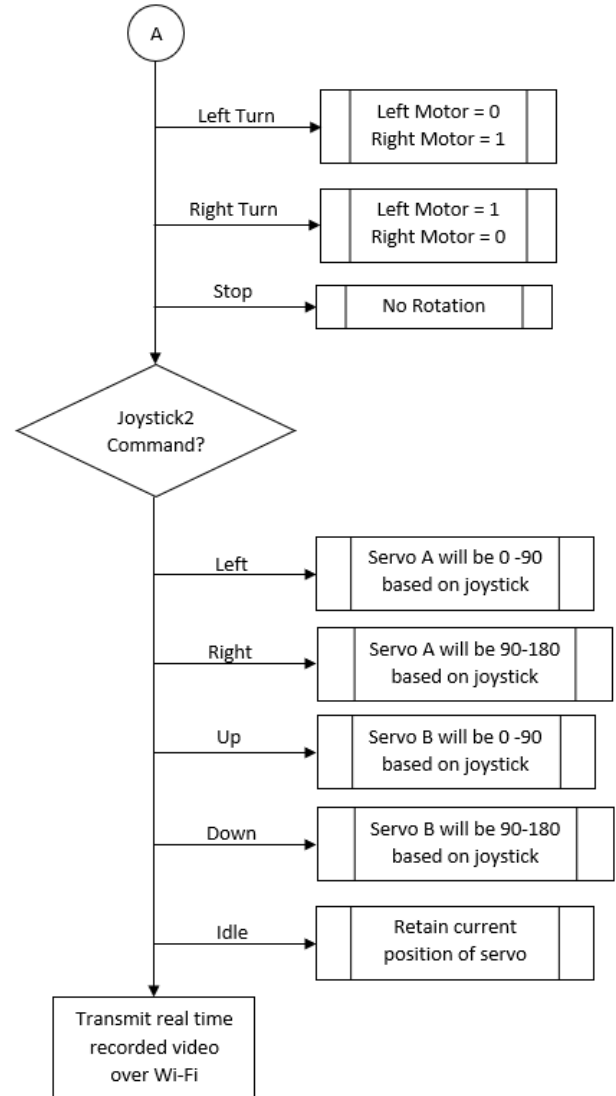 A
Left Turn
Left Motor = 0
Right Motor = 1
Right Turn
Left Motor = 1
Right Motor = 0
Stop
No Rotation
Joystick2
Command?
Left
Servo A will be 0 -90
based on joystick
Right
Servo A will be 90-180
based on joystick
Up
Servo B will be 0 -90
based on joystick
Down
Servo B will be 90-180
based on joystick
Idle
Retain current
position of servo
Transmit real time
recorded video
over Wi-Fi